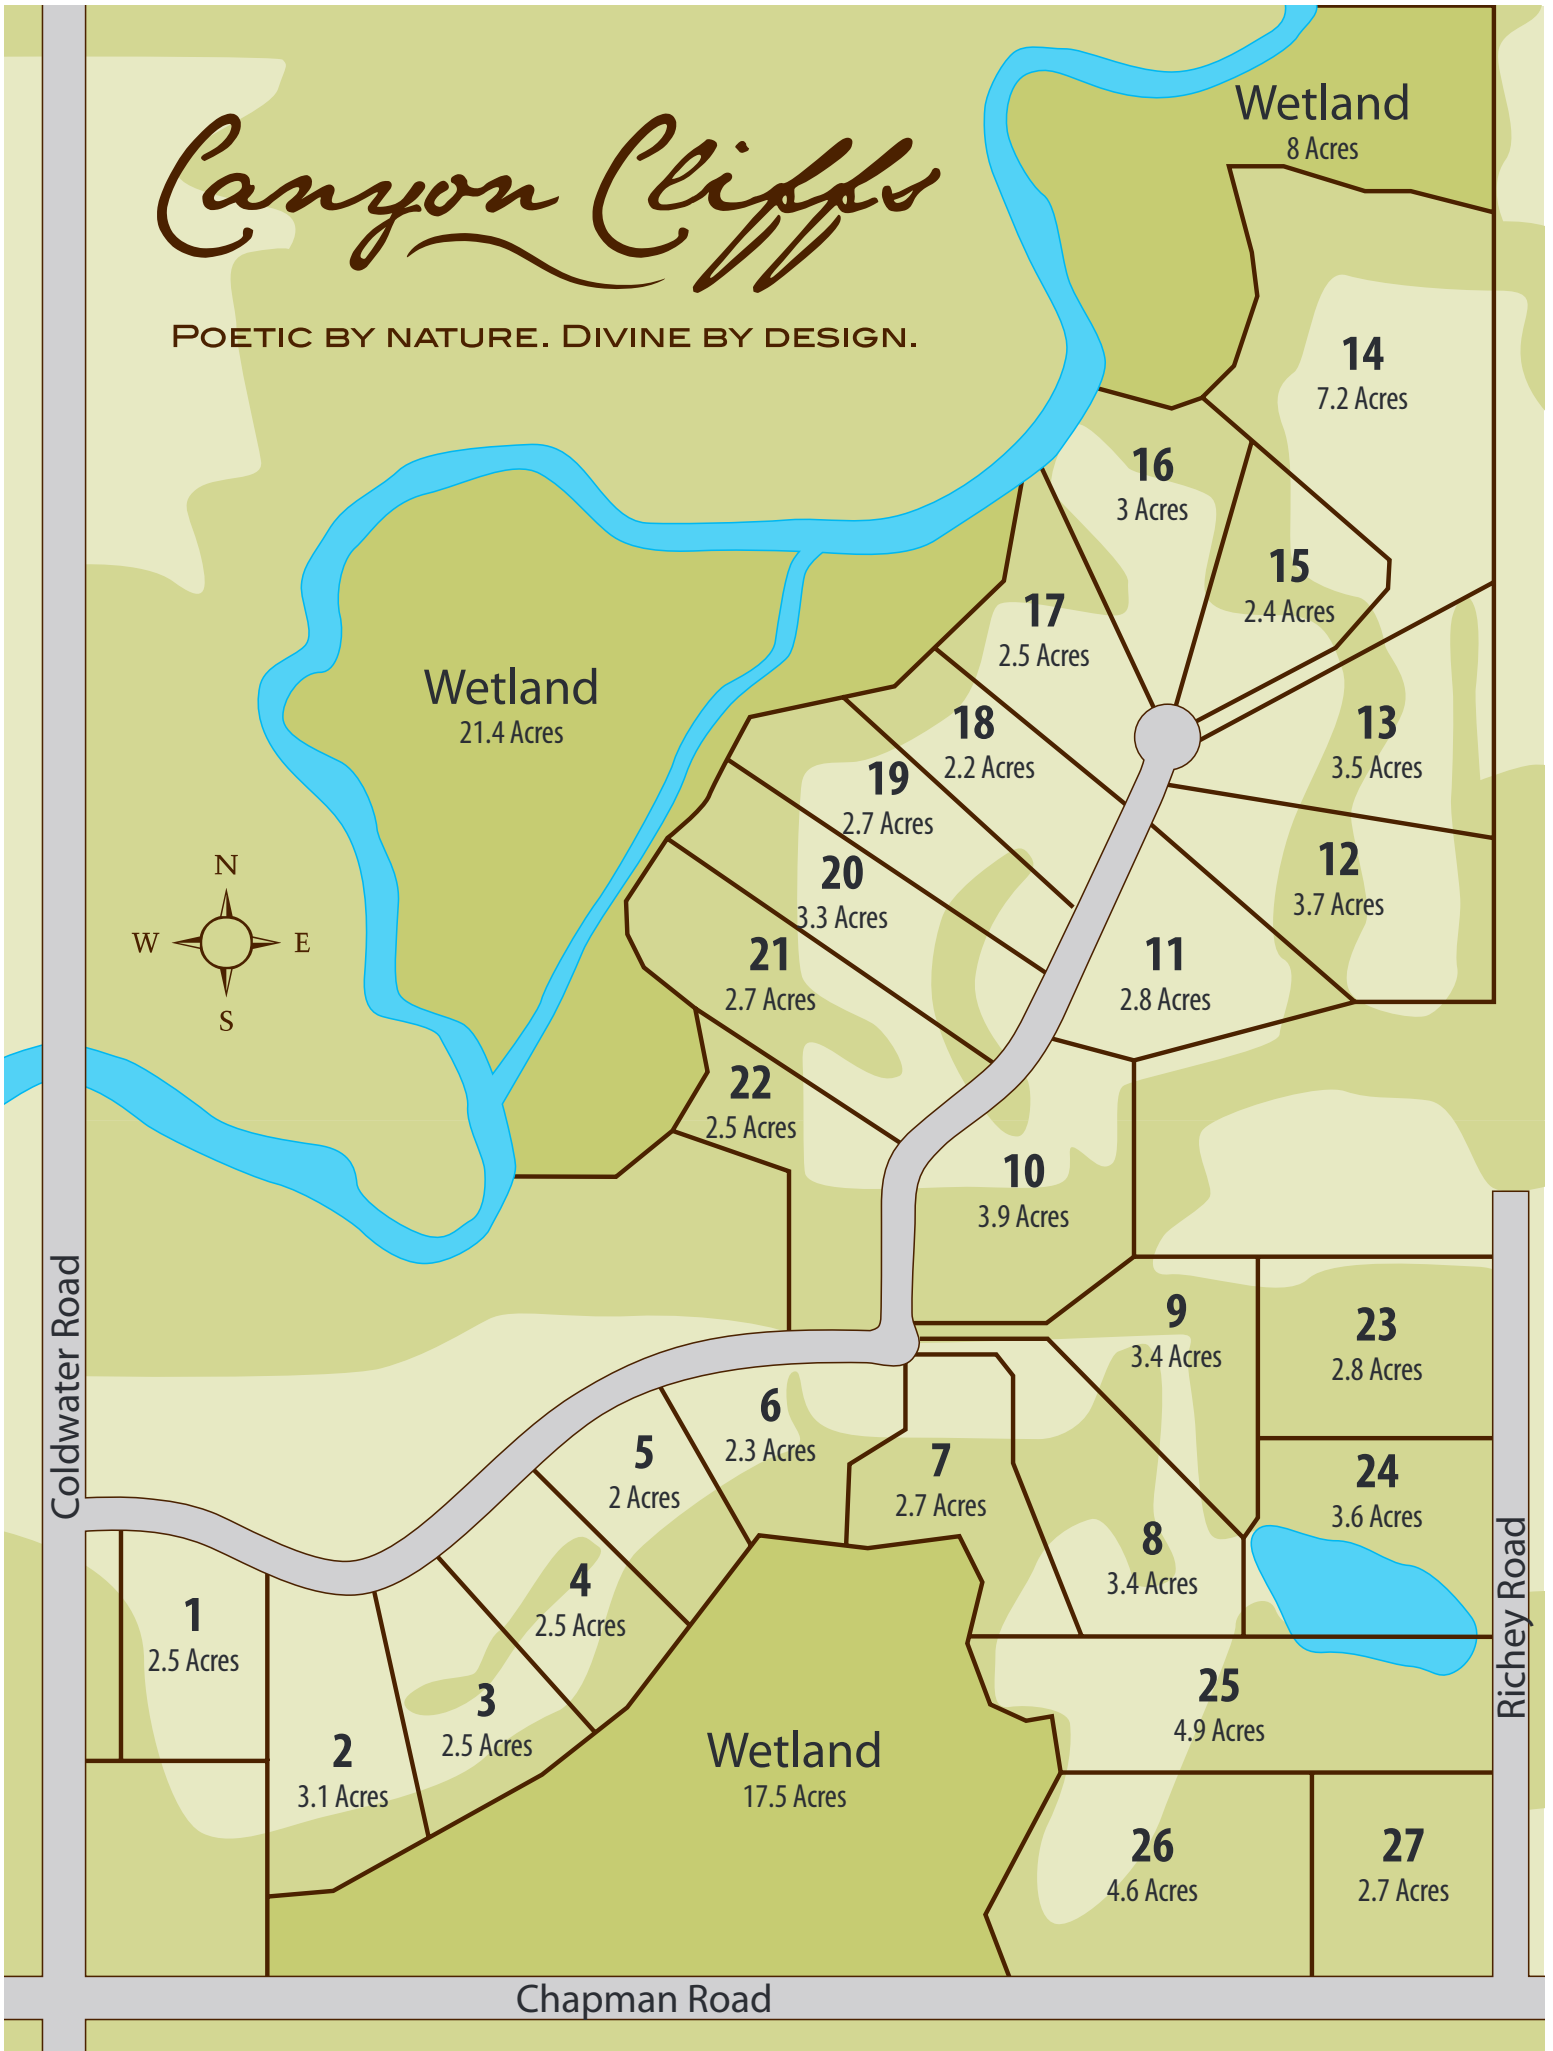 Canyon Cliffs
POETIC BY NATURE. DIVINE BY DESIGN.
Wetland
8 Acres
14
7.2 Acres
16
3 Acres
15
2.4 Acres
17
2.5 Acres
Wetland
21.4 Acres
18
2.2 Acres
13
3.5 Acres
19
2.7 Acres
12
3.7 Acres
20
3.3 Acres
N
W E
S
21
2.7 Acres
11
2.8 Acres
22
2.5 Acres
10
3.9 Acres
Coldwater Road
9
3.4 Acres
23
2.8 Acres
6
2.3 Acres
5
2 Acres
7
2.7 Acres
24
3.6 Acres
8
3.4 Acres
4
2.5 Acres
Richey Road
1
2.5 Acres
3
2.5 Acres
25
4.9 Acres
2
3.1 Acres
Wetland
17.5 Acres
26
4.6 Acres
27
2.7 Acres
Chapman Road